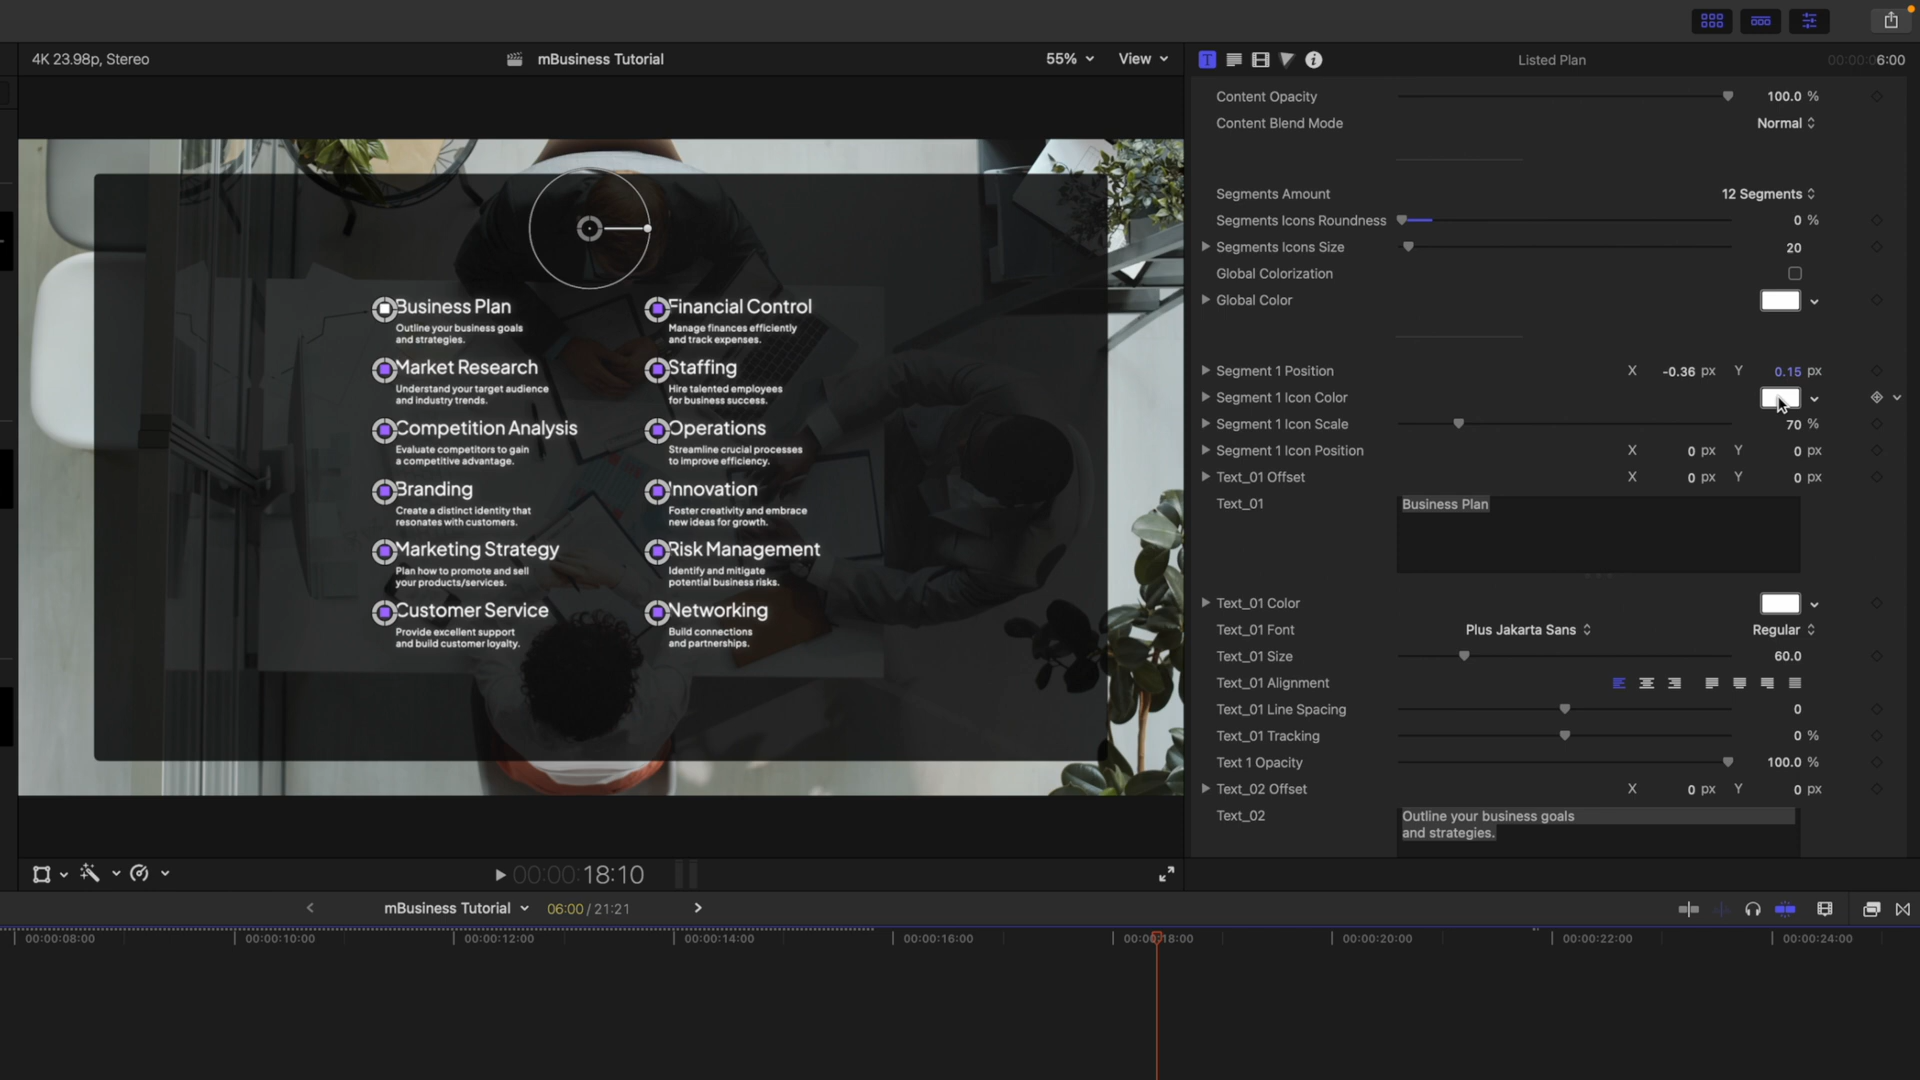 4K 23.98p, Stereo
mBusiness Tutorial
55%
View
Listed Plan
00:00:06:00
Content Opacity
100.0 %
Content Blend Mode
Normal
Segments Amount
12 Segments
Segments Icons Roundness
0 %
Segments Icons Size
20
Global Colorization
Global Color
Segment 1 Position
X -0.36 px Y 0.15 px
Segment 1 Icon Color
Segment 1 Icon Scale
70 %
Segment 1 Icon Position
X 0 px Y 0 px
Text_01 Offset
X 0 px Y 0 px
Text_01
Business Plan
Text_01 Color
Text_01 Font
Plus Jakarta Sans
Regular
Text_01 Size
60.0
Text_01 Alignment
Text_01 Line Spacing
0
Text_01 Tracking
0 %
Text 1 Opacity
100.0 %
Text_02 Offset
X 0 px Y 0 px
Text_02
Outline your business goals
and strategies.
Business Plan
Outline your business goals
and strategies.
Market Research
Understand your target audience
and industry trends.
Competition Analysis
Evaluate competitors to gain
a competitive advantage.
Branding
Create a distinct identity that
resonates with customers.
Marketing Strategy
Plan how to promote and sell
your products/services.
Customer Service
Provide excellent support
and build customer loyalty.
Financial Control
Manage finances efficiently
and track expenses.
Staffing
Hire talented employees
for business success.
Operations
Streamline crucial processes
to improve efficiency.
Innovation
Foster creativity and embrace
new ideas for growth.
Risk Management
Identify and mitigate
potential business risks.
Networking
Build connections
and partnerships.
00:00:18:10
mBusiness Tutorial
06:00 / 21:21
00:00:08:00
00:00:10:00
00:00:12:00
00:00:14:00
00:00:16:00
00:00:18:00
00:00:20:00
00:00:22:00
00:00:24:00